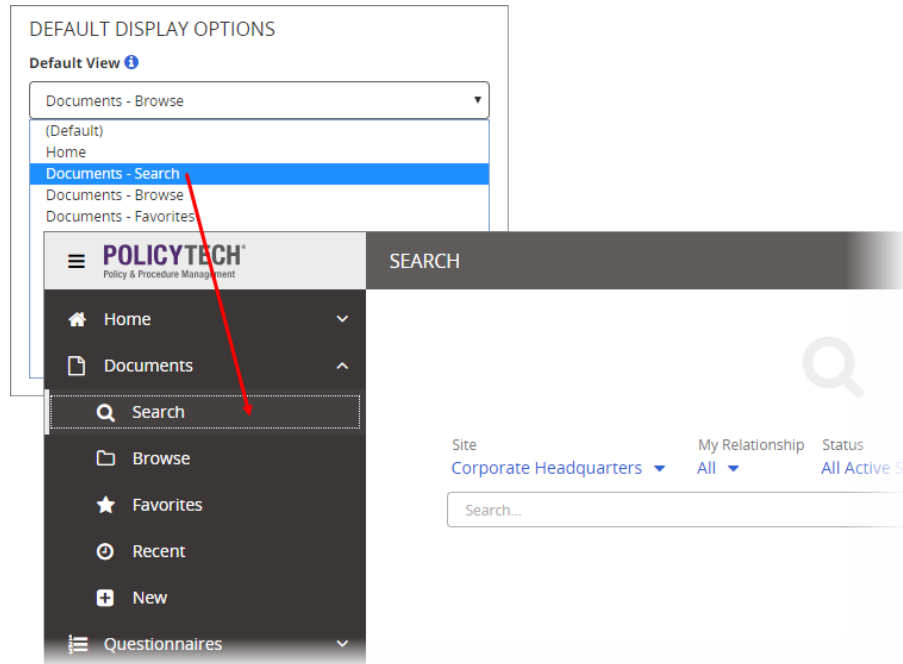 DEFAULT DISPLAY OPTIONS
Default View
Documents - Browse
(Default)
Home
Documents - Search
Documents - Browse
Documents - Favorites
POLICYTECH
Policy & Procedure Management
SEARCH
Home
Documents
Search
Browse
Favorites
Recent
New
Questionnaires
Site
My Relationship
Status
Corporate Headquarters
All
All Active S
Search...